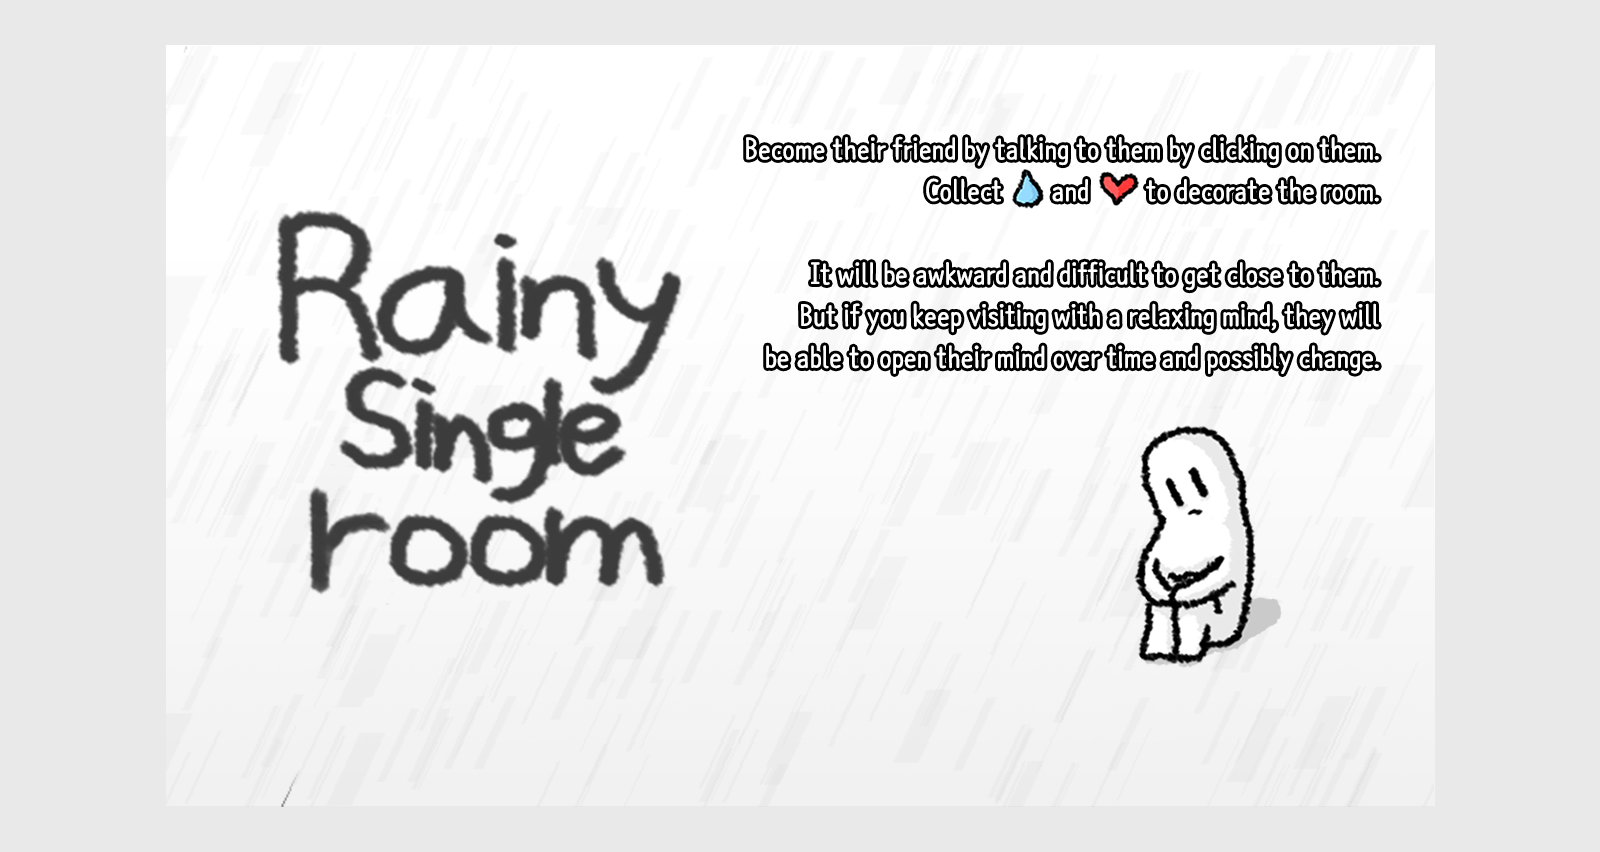 Rainy
Single
room
Become their friend by talking to them by clicking on them.
Collect and to decorate the room.
It will be awkward and difficult to get close to them.
But if you keep visiting with a relaxing mind, they will
be able to open their mind over time and possibly change.